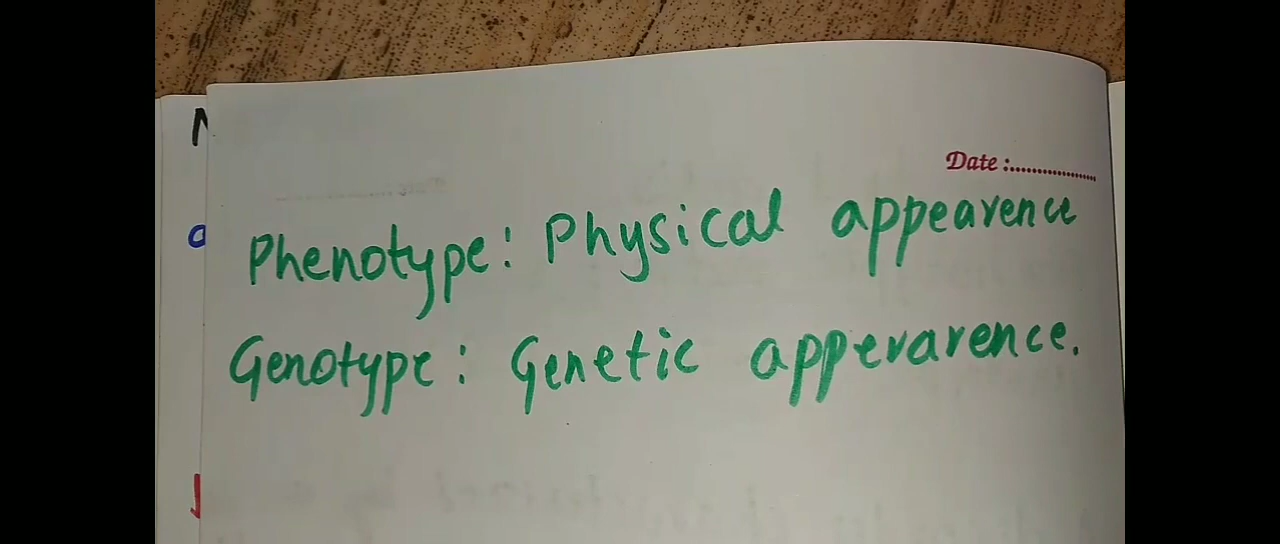 Date :..................
Phenotype: Physical appearence
Genotype: Genetic apperarence.